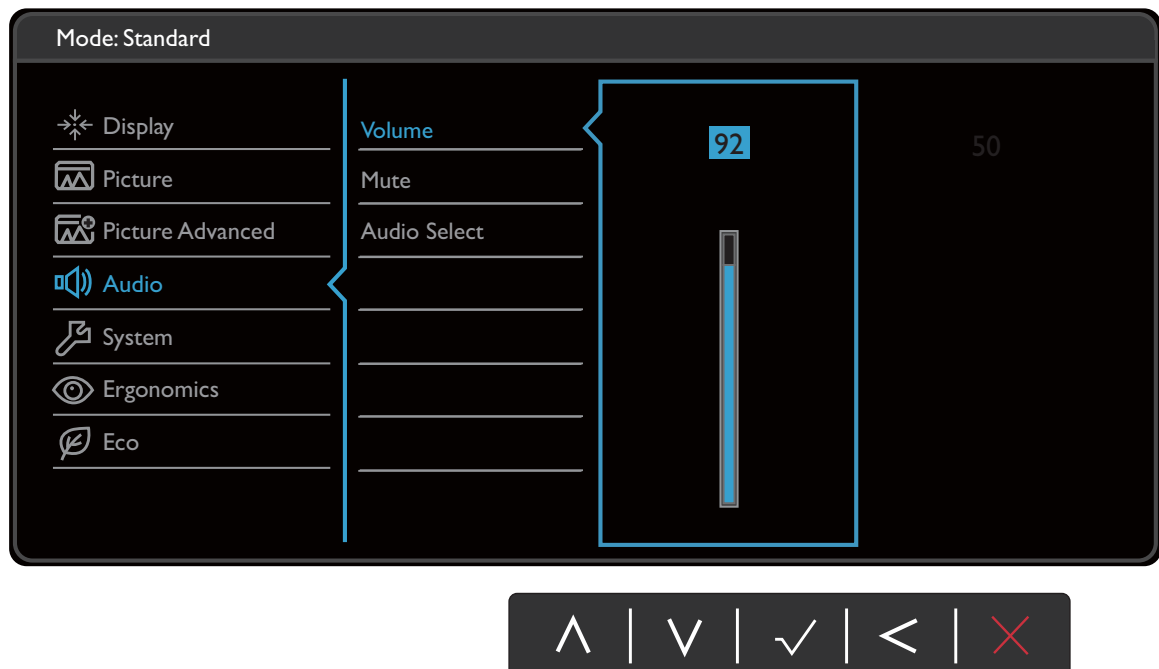 Mode: Standard
Display
Picture
Picture Advanced
Audio
System
Ergonomics
Eco
Volume
Mute
Audio Select
92
50